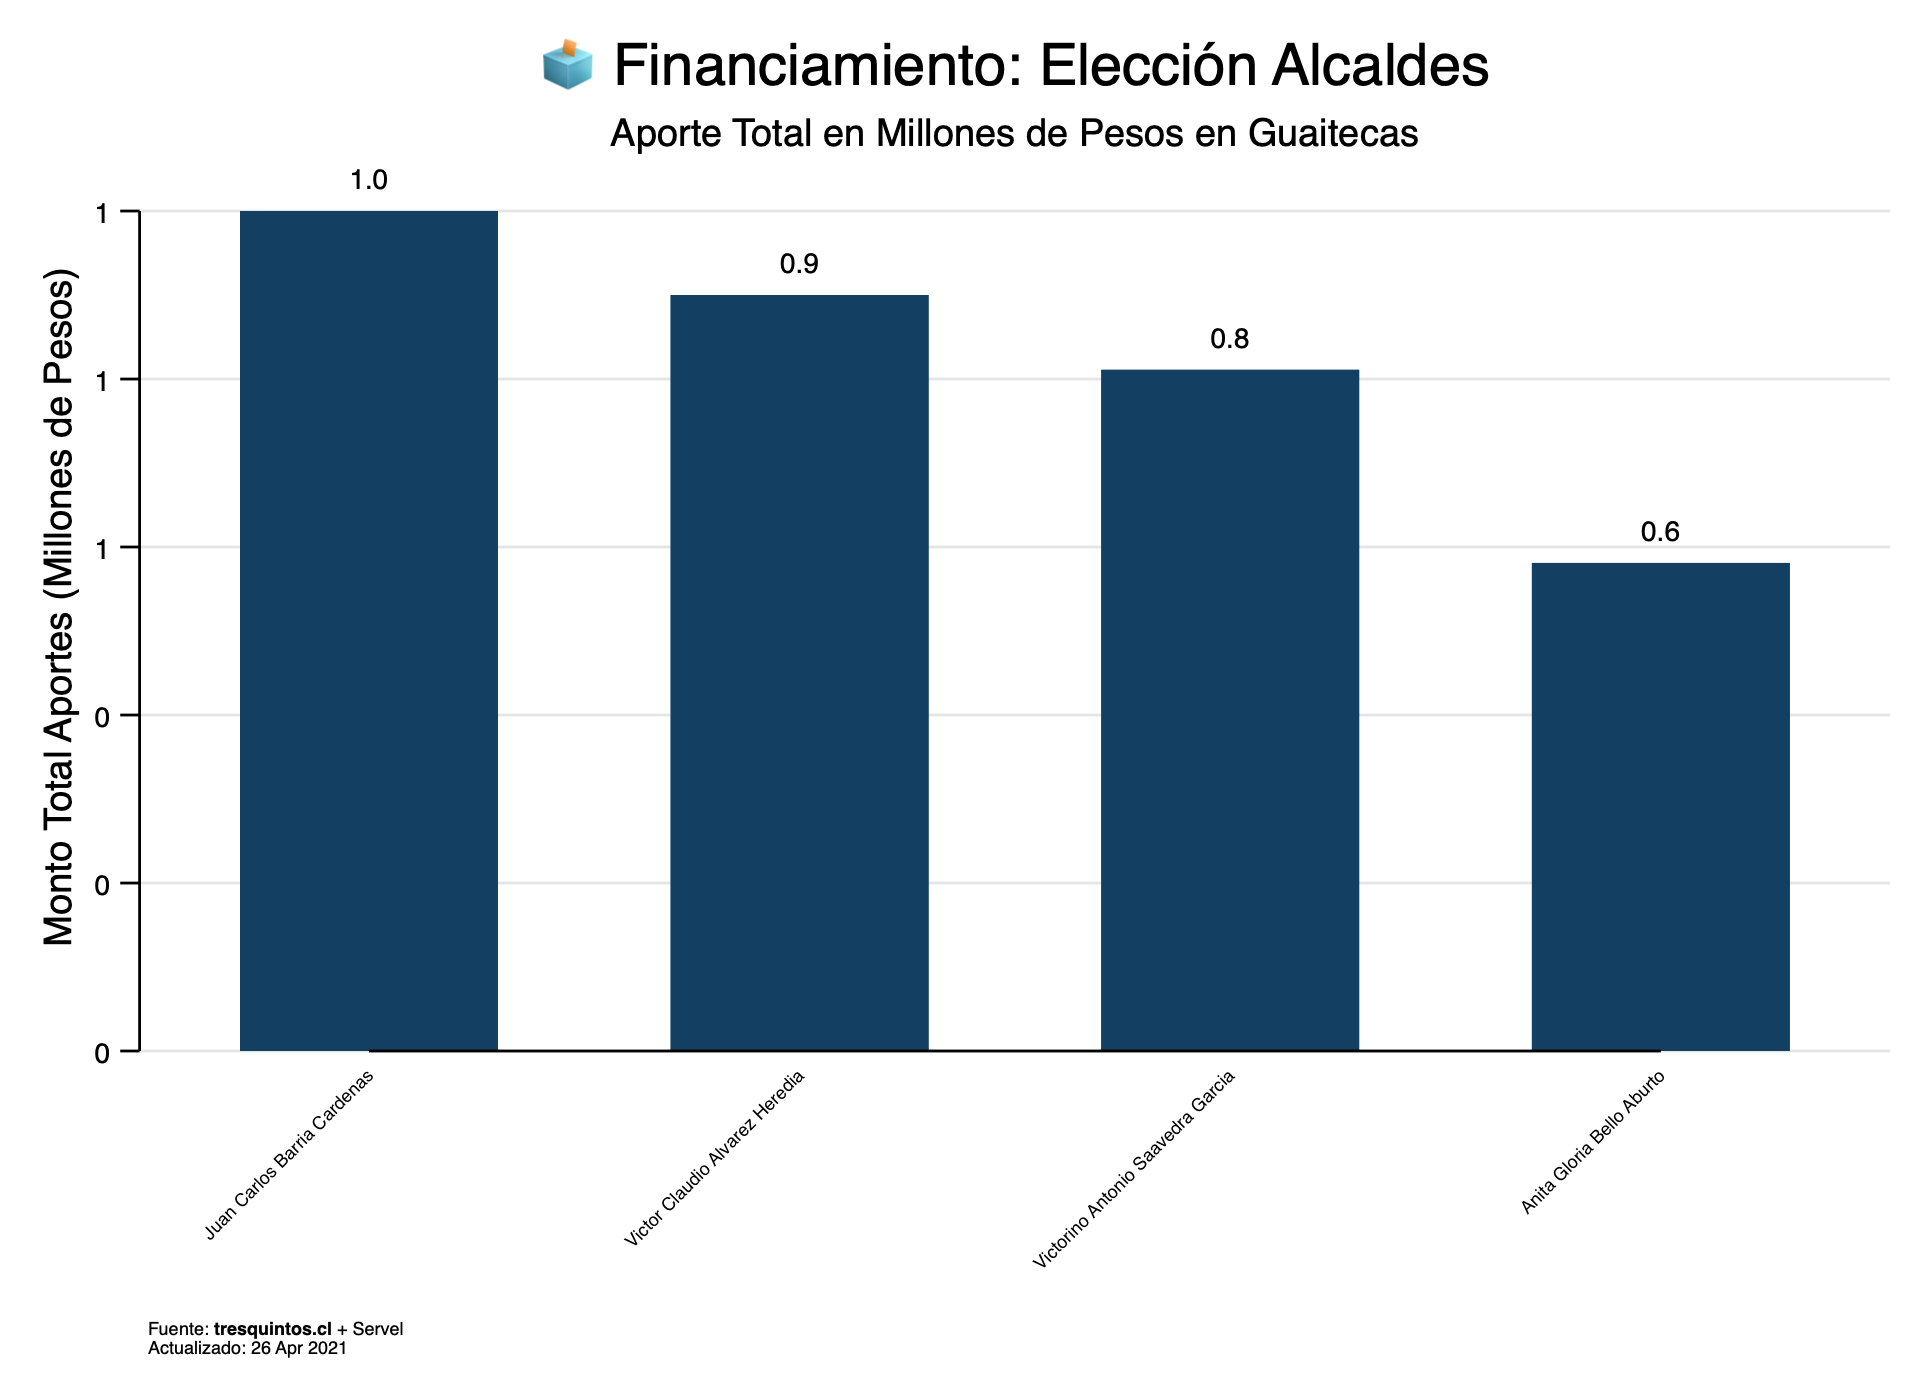 Financiamiento: Elección Alcaldes
Aporte Total en Millones de Pesos en Guaitecas
Monto Total Aportes (Millones de Pesos)
1
1
1
0
0
0
1.0
0.9
0.8
0.6
Juan Carlos Barria Cardenas
Victor Claudio Alvarez Heredia
Victorino Antonio Saavedra Garcia
Anita Gloria Bello Aburto
Fuente: tresquintos.cl + Servel
Actualizado: 26 Apr 2021